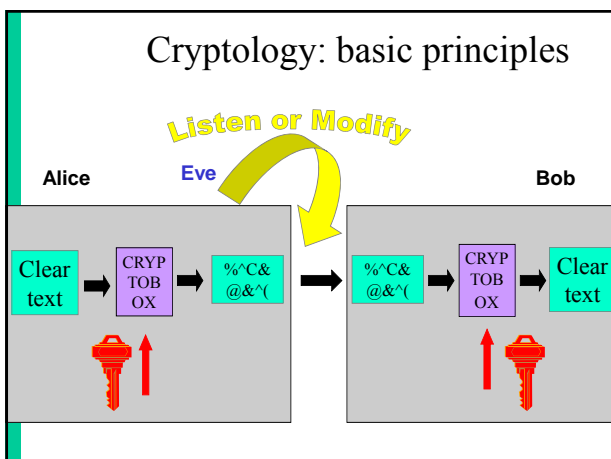 Cryptology: basic principles
Listen or Modify
Alice
Eve
Bob
Clear
text
CRYP
TOB
OX
%^C&
@&^(
%^C&
@&^(
CRYP
TOB
OX
Clear
text